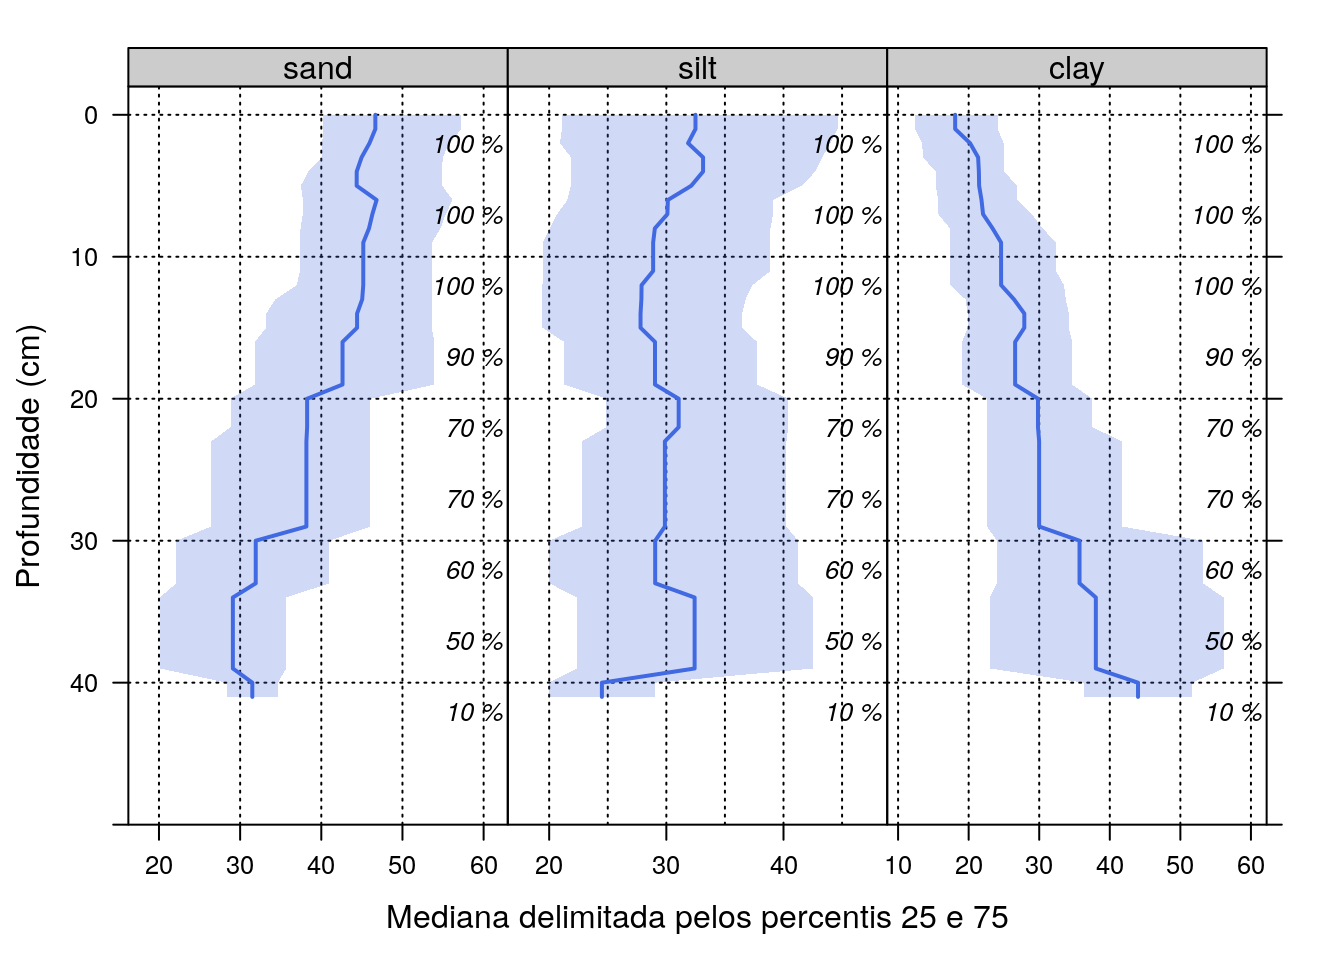 sand silt clay
0
100 % 100 % 100 %
100 % 100 % 100 %
10
100 % 100 % 100 %
90 % 90 % 90 %
20
70 % 70 % 70 %
70 % 70 % 70 %
30
60 % 60 % 60 %
50 % 50 % 50 %
40
10 % 10 % 10 %
Profundidade (cm)
20 30 40 50 60 20 30 40 10 20 30 40 50 60
Mediana delimitada pelos percentis 25 e 75